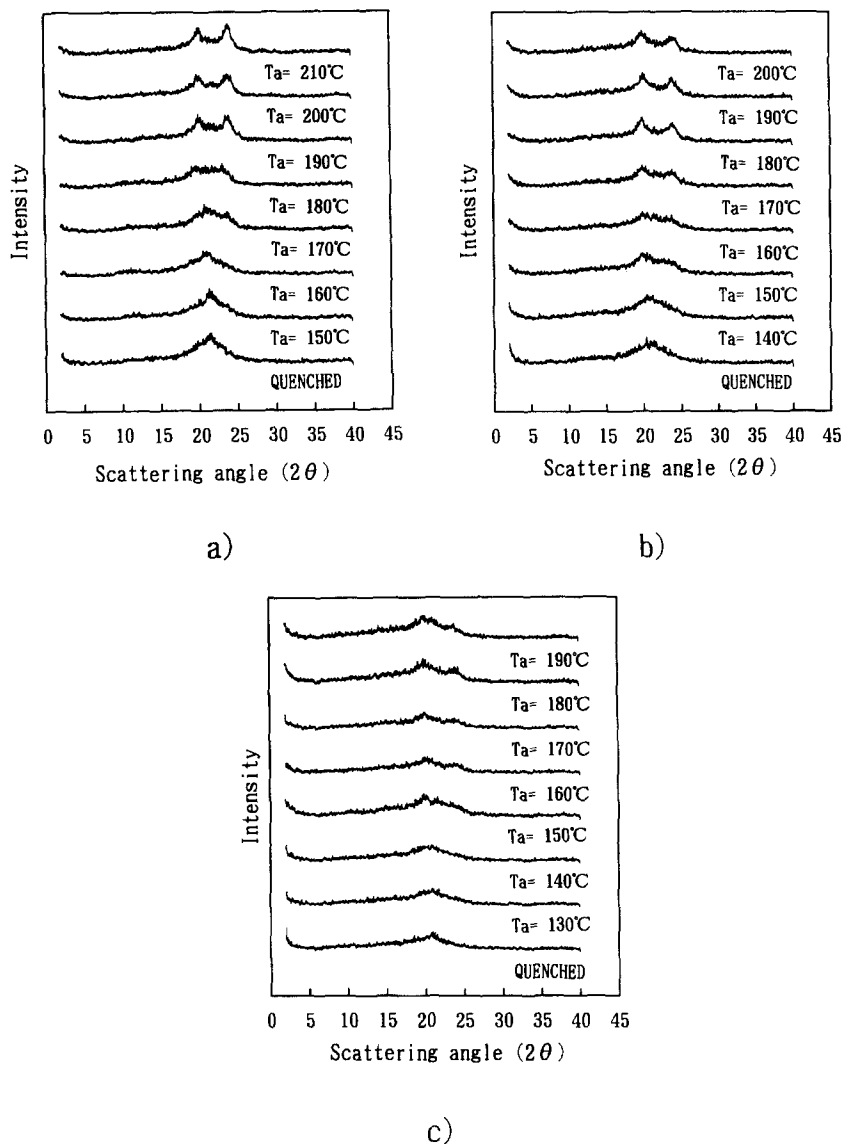 Intensity
Ta= 210℃
Ta= 200℃
Ta= 190℃
Ta= 180℃
Ta= 170℃
Ta= 160℃
Ta= 150℃
QUENCHED
0 5 10 15 20 25 30 35 40 45
Scattering angle (2θ)
a)
Intensity
Ta= 200℃
Ta= 190℃
Ta= 180℃
Ta= 170℃
Ta= 160℃
Ta= 150℃
Ta= 140℃
QUENCHED
0 5 10 15 20 25 30 35 40 45
Scattering angle (2θ)
b)
Intensity
Ta= 190℃
Ta= 180℃
Ta= 170℃
Ta= 160℃
Ta= 150℃
Ta= 140℃
Ta= 130℃
QUENCHED
0 5 10 15 20 25 30 35 40 45
Scattering angle (2θ)
c)